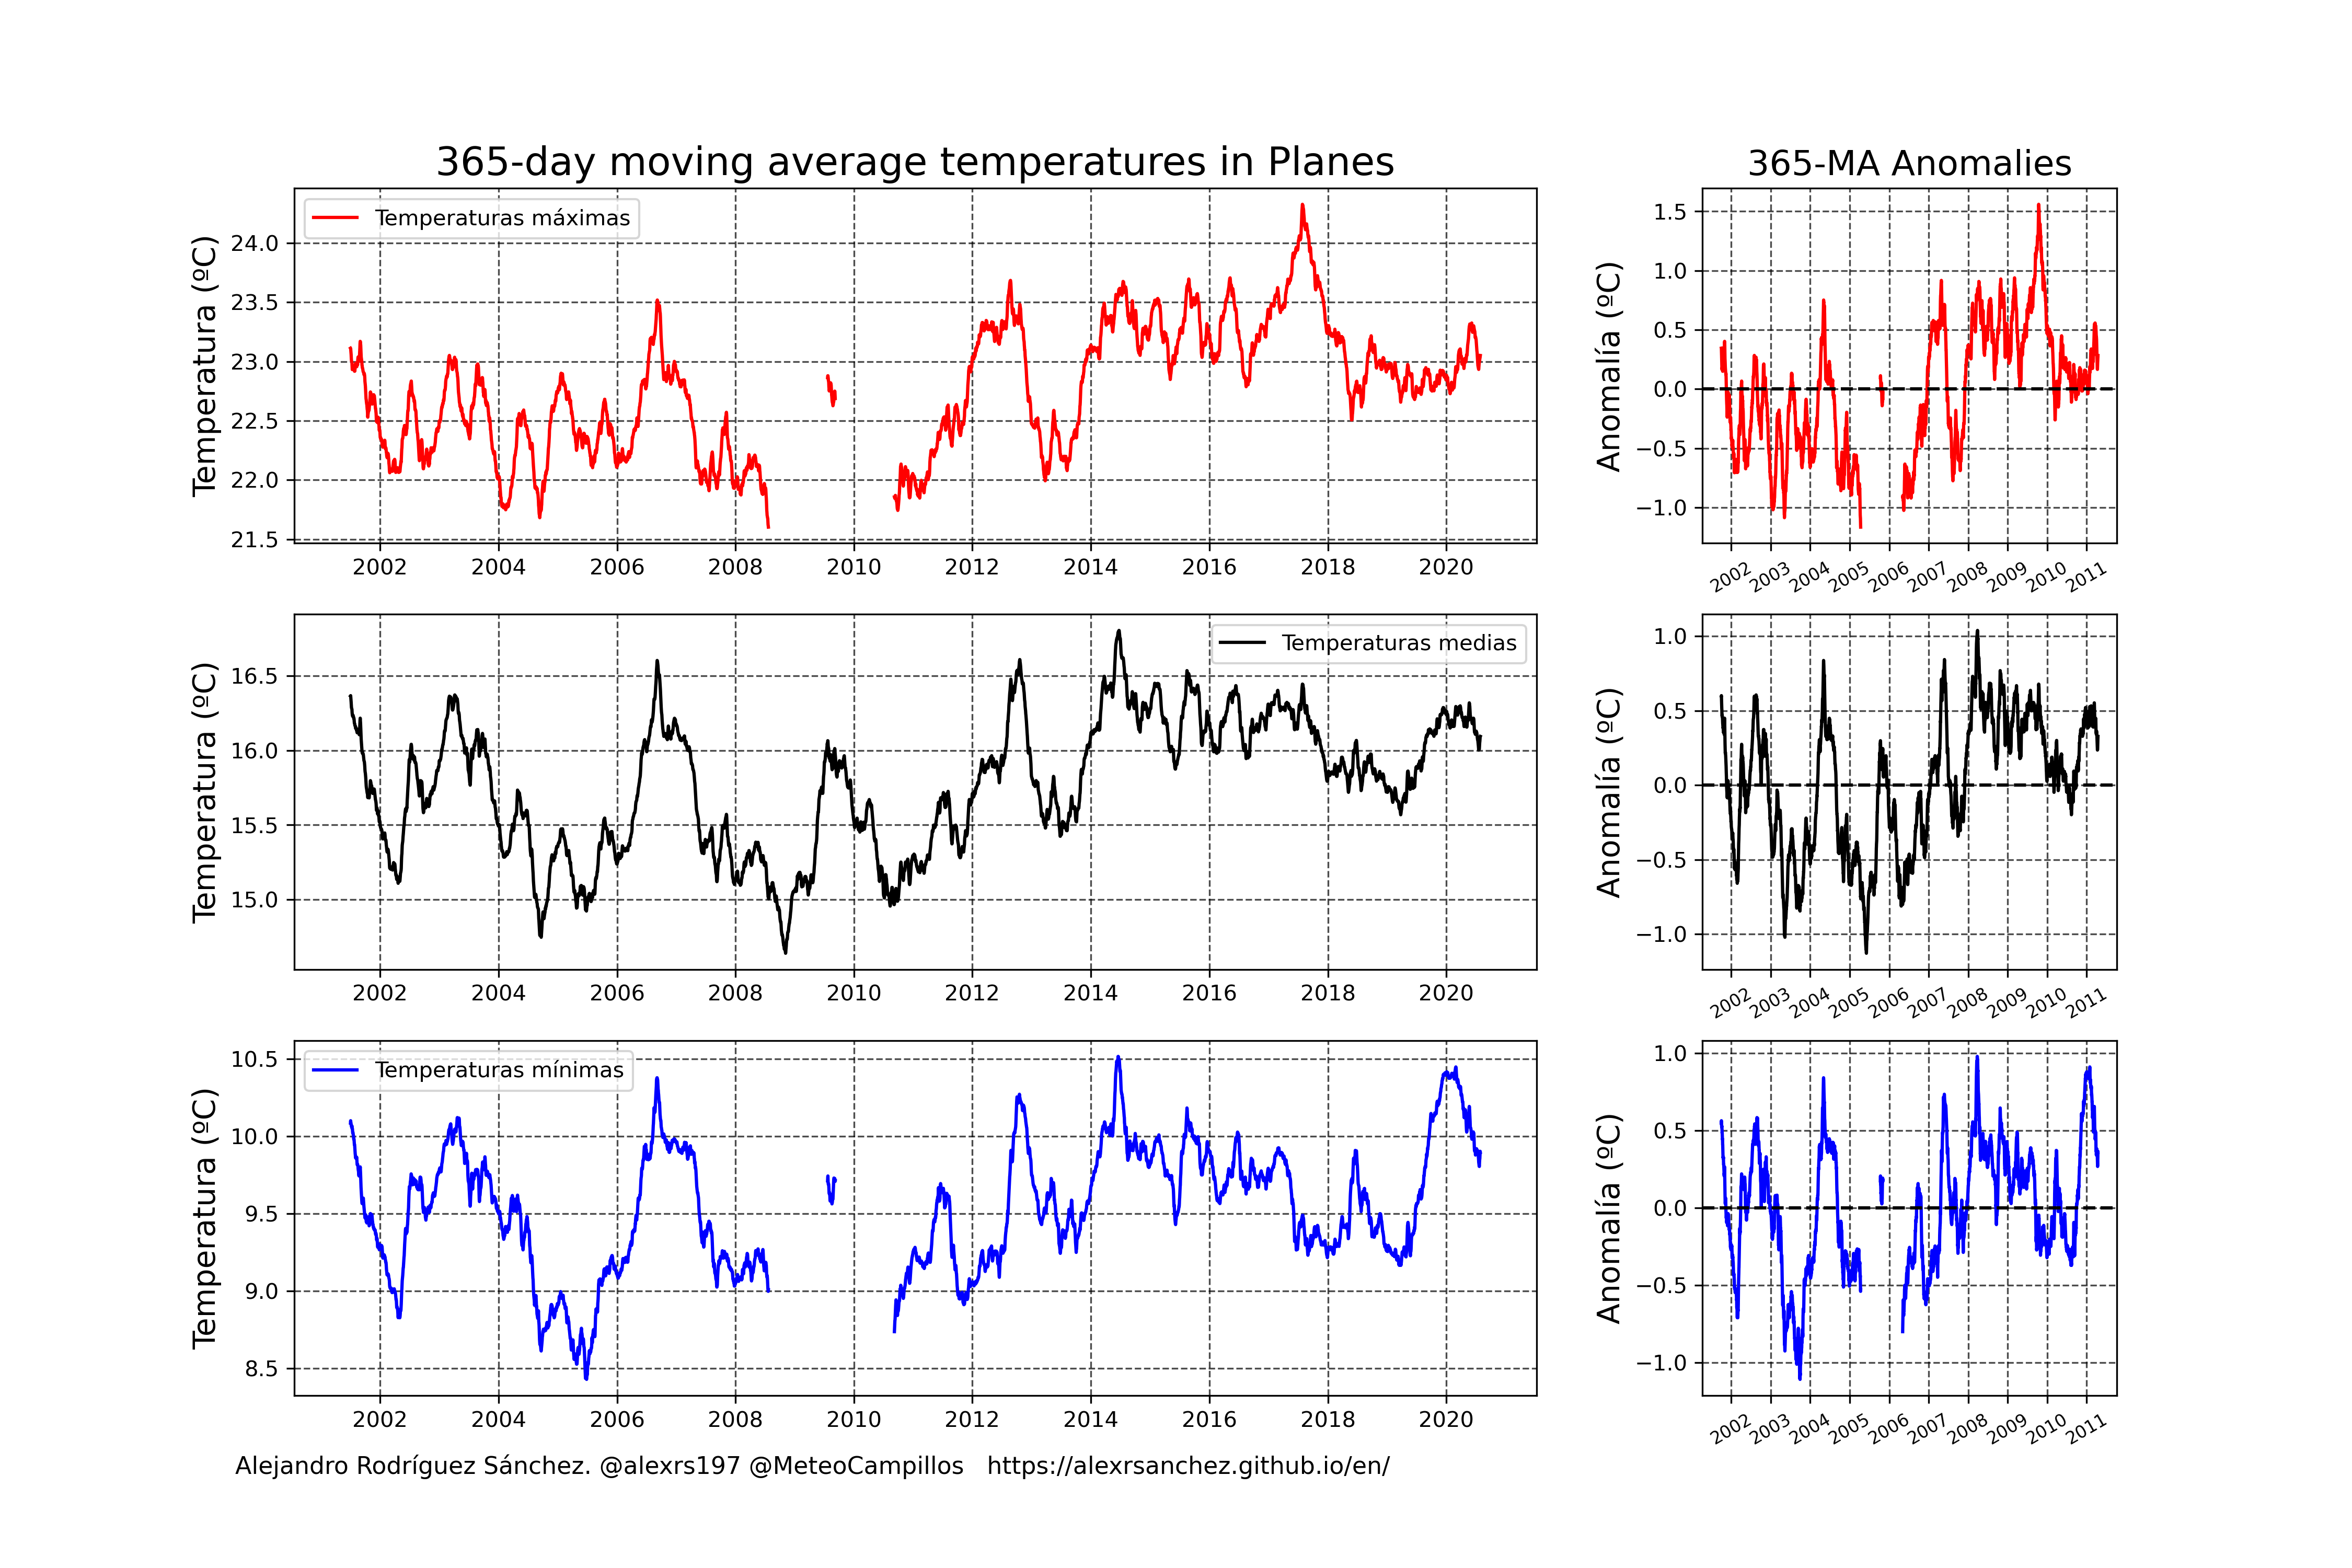 365-day moving average temperatures in Planes
365-MA Anomalies
Temperatura (ºC)
24.0
23.5
23.0
22.5
22.0
21.5
Temperaturas máximas
2002 2004 2006 2008 2010 2012 2014 2016 2018 2020
Anomalía (ºC)
1.5
1.0
0.5
0.0
−0.5
−1.0
2002 2003 2004 2005 2006 2007 2008 2009 2010 2011
Temperatura (ºC)
16.5
16.0
15.5
15.0
Temperaturas medias
2002 2004 2006 2008 2010 2012 2014 2016 2018 2020
Anomalía (ºC)
1.0
0.5
0.0
−0.5
−1.0
2002 2003 2004 2005 2006 2007 2008 2009 2010 2011
Temperatura (ºC)
10.5
10.0
9.5
9.0
8.5
Temperaturas mínimas
2002 2004 2006 2008 2010 2012 2014 2016 2018 2020
Anomalía (ºC)
1.0
0.5
0.0
−0.5
−1.0
2002 2003 2004 2005 2006 2007 2008 2009 2010 2011
Alejandro Rodríguez Sánchez. @alexrs197 @MeteoCampillos https://alexrsanchez.github.io/en/